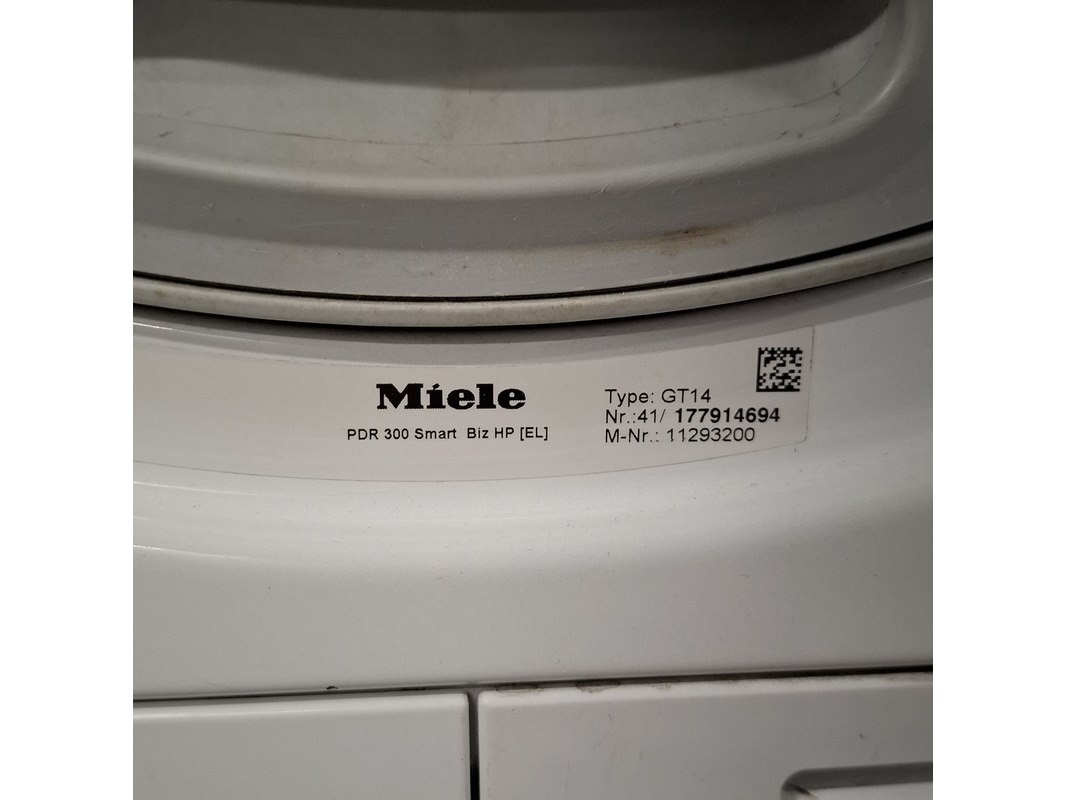 Miele
PDR 300 Smart Biz HP [EL]
Type: GT14
Nr.:41/ 177914694
M-Nr.: 11293200